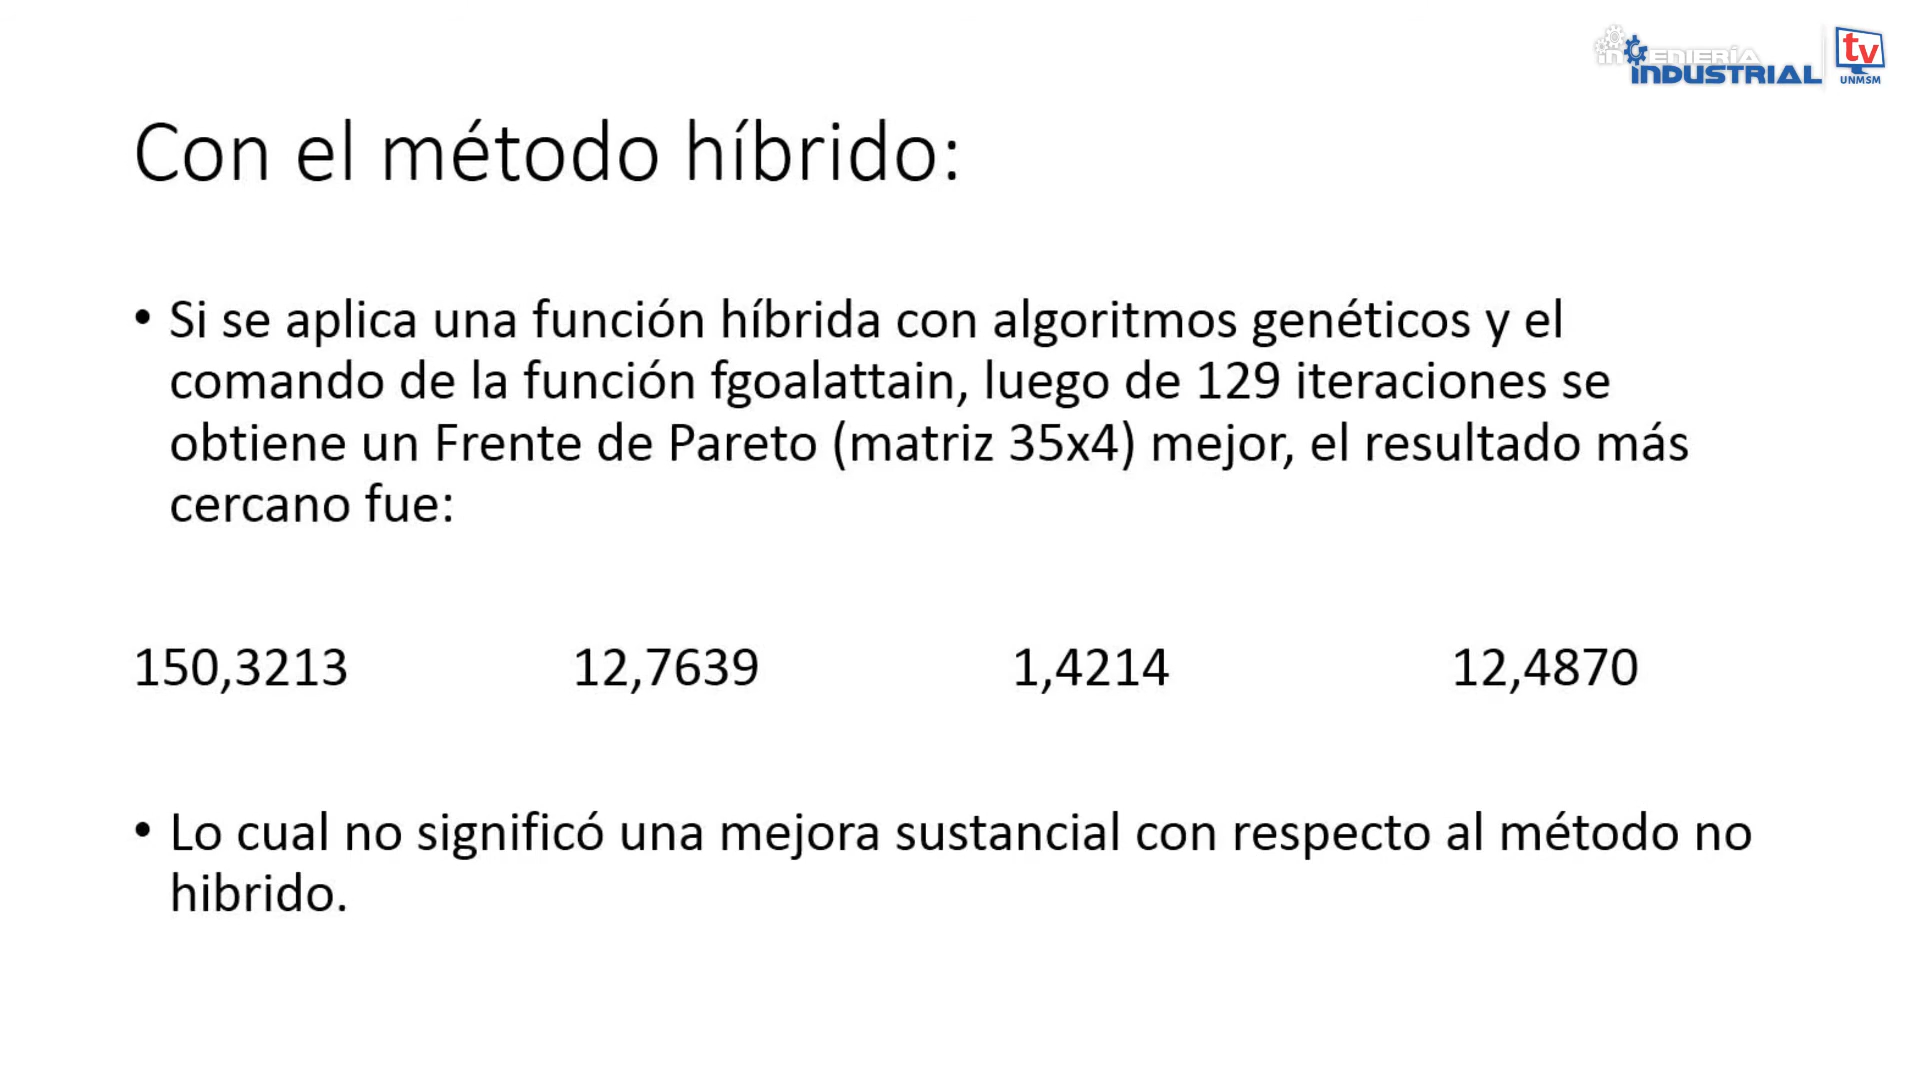 INGENIERÍA
INDUSTRIAL
tv
UNMSM
Con el método híbrido:
• Si se aplica una función híbrida con algoritmos genéticos y el
comando de la función fgoalattain, luego de 129 iteraciones se
obtiene un Frente de Pareto (matriz 35x4) mejor, el resultado más
cercano fue:
150,3213 12,7639 1,4214 12,4870
• Lo cual no significó una mejora sustancial con respecto al método no
hibrido.